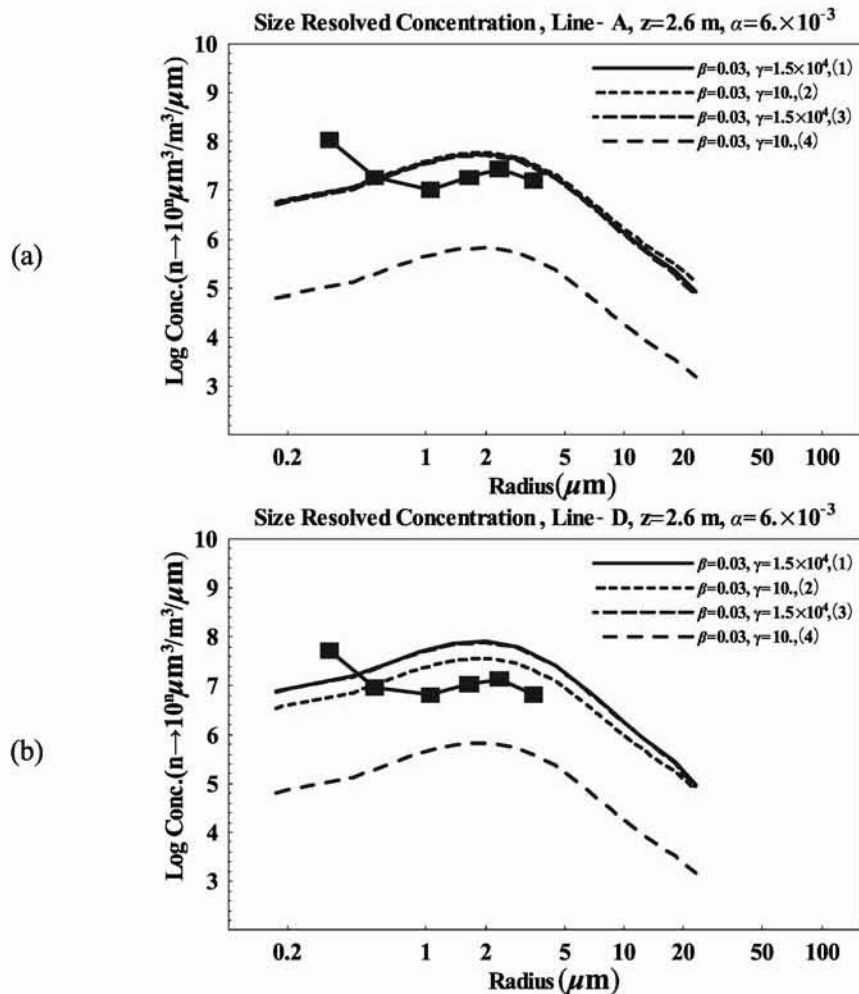 Size Resolved Concentration , Line- A, z=2.6 m, α=6.×10⁻³
(a)
Log Conc.(n→10ⁿμm³/m³/μm)
10
9
8
7
6
5
4
3
β=0.03, γ=1.5×10⁴,(1)
β=0.03, γ=10.,(2)
β=0.03, γ=1.5×10⁴,(3)
β=0.03, γ=10.,(4)
0.2 1 2 5 10 20 50 100
Radius(μm)
Size Resolved Concentration , Line- D, z=2.6 m, α=6.×10⁻³
(b)
Log Conc.(n→10ⁿμm³/m³/μm)
10
9
8
7
6
5
4
3
β=0.03, γ=1.5×10⁴,(1)
β=0.03, γ=10.,(2)
β=0.03, γ=1.5×10⁴,(3)
β=0.03, γ=10.,(4)
0.2 1 2 5 10 20 50 100
Radius(μm)